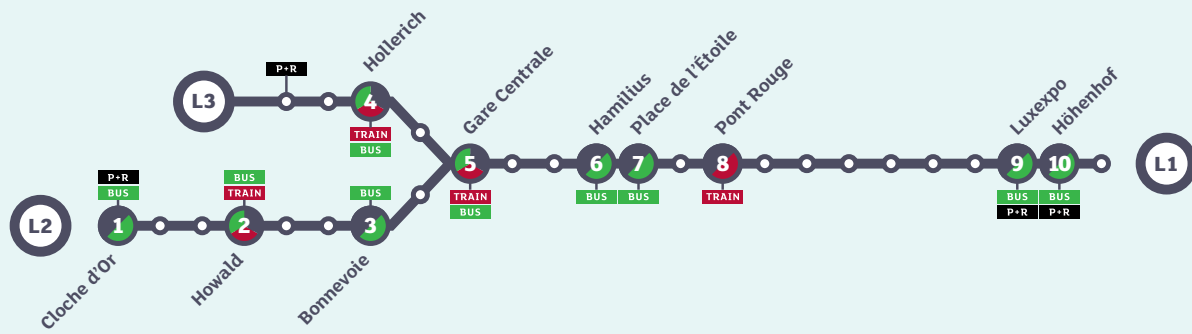 Hollerich
P+R
L3
4
TRAIN
BUS
Gare Centrale
5
TRAIN
BUS
Hamilius
6
BUS
Place de l'Étoile
7
BUS
Pont Rouge
8
TRAIN
Luxexpo
9
BUS
P+R
Höhenhof
10
BUS
P+R
L1
L2
P+R
BUS
1
Cloche d'Or
BUS
TRAIN
2
Howald
BUS
3
Bonnevoie